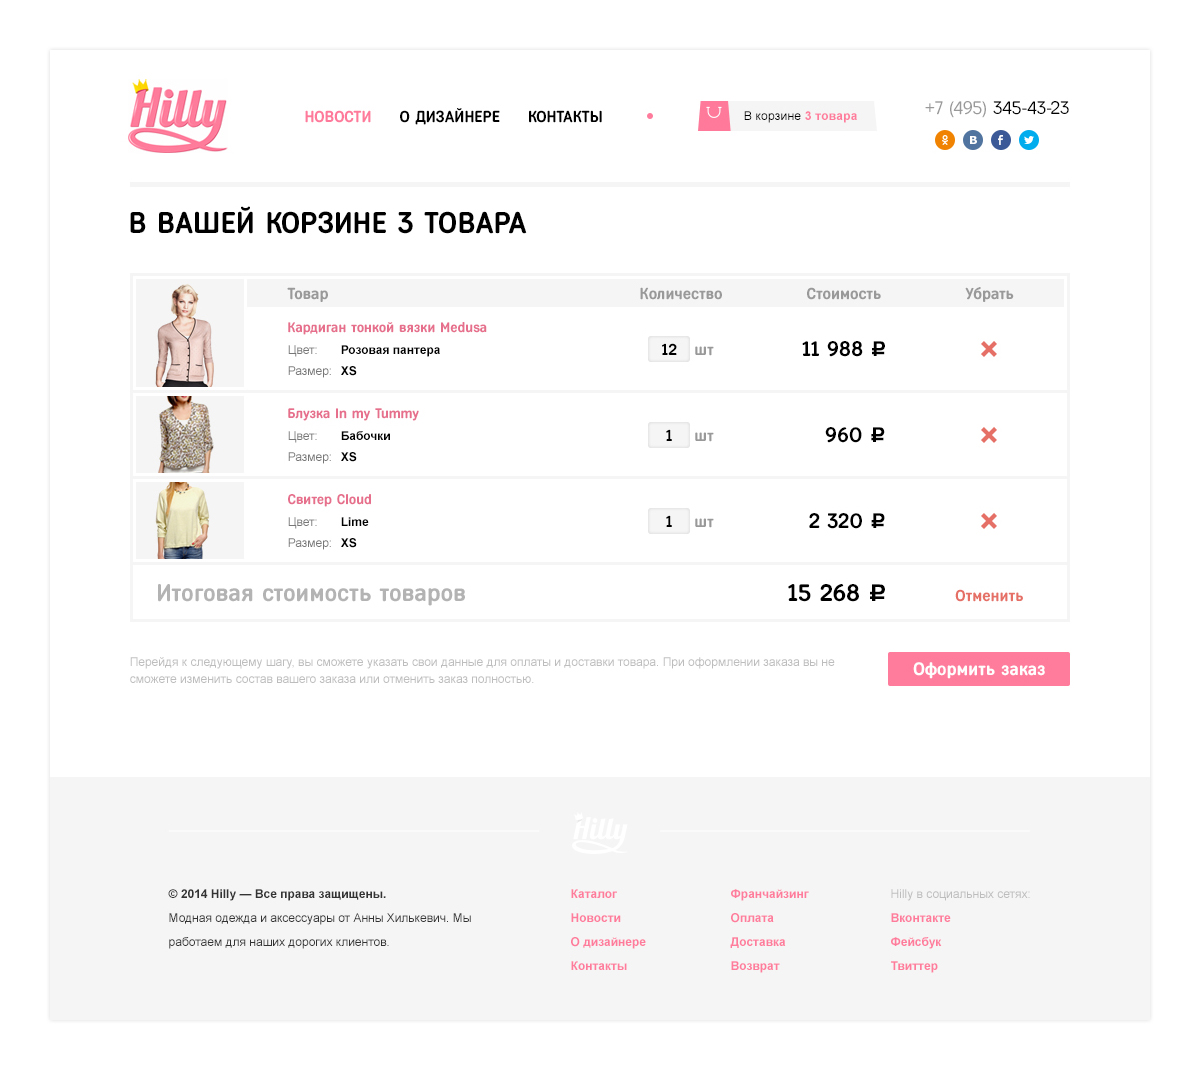 Hilly
НОВОСТИ О ДИЗАЙНЕРЕ КОНТАКТЫ
В корзине 3 товара
+7 (495) 345-43-23
В ВАШЕЙ КОРЗИНЕ 3 ТОВАРА
Товар Количество Стоимость Убрать
Кардиган тонкой вязки Medusa
Цвет: Розовая пантера
Размер: XS
12 шт 11 988 ₽
Блузка In my Tummy
Цвет: Бабочки
Размер: XS
1 шт 960 ₽
Свитер Cloud
Цвет: Lime
Размер: XS
1 шт 2 320 ₽
Итоговая стоимость товаров 15 268 ₽ Отменить
Перейдя к следующему шагу, вы сможете указать свои данные для оплаты и доставки товара. При оформлении заказа вы не
сможете изменить состав вашего заказа или отменить заказ полностью.
Оформить заказ
Hilly
© 2014 Hilly — Все права защищены.
Модная одежда и аксессуары от Анны Хилькевич. Мы
работаем для наших дорогих клиентов.
Каталог
Новости
О дизайнере
Контакты
Франчайзинг
Оплата
Доставка
Возврат
Hilly в социальных сетях:
Вконтакте
Фейсбук
Твиттер